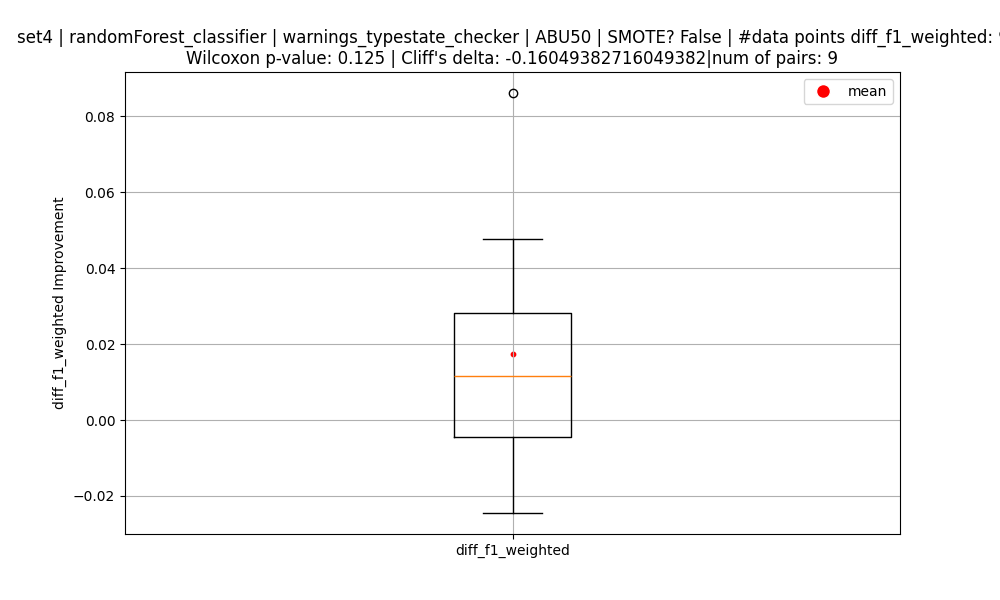 set4 | randomForest_classifier | warnings_typestate_checker | ABU50 | SMOTE? False | #data points diff_f1_weighted:
Wilcoxon p-value: 0.125 | Cliff's delta: -0.16049382716049382|num of pairs: 9
mean
0.08
0.06
0.04
0.02
0.00
−0.02
diff_f1_weighted Improvement
diff_f1_weighted